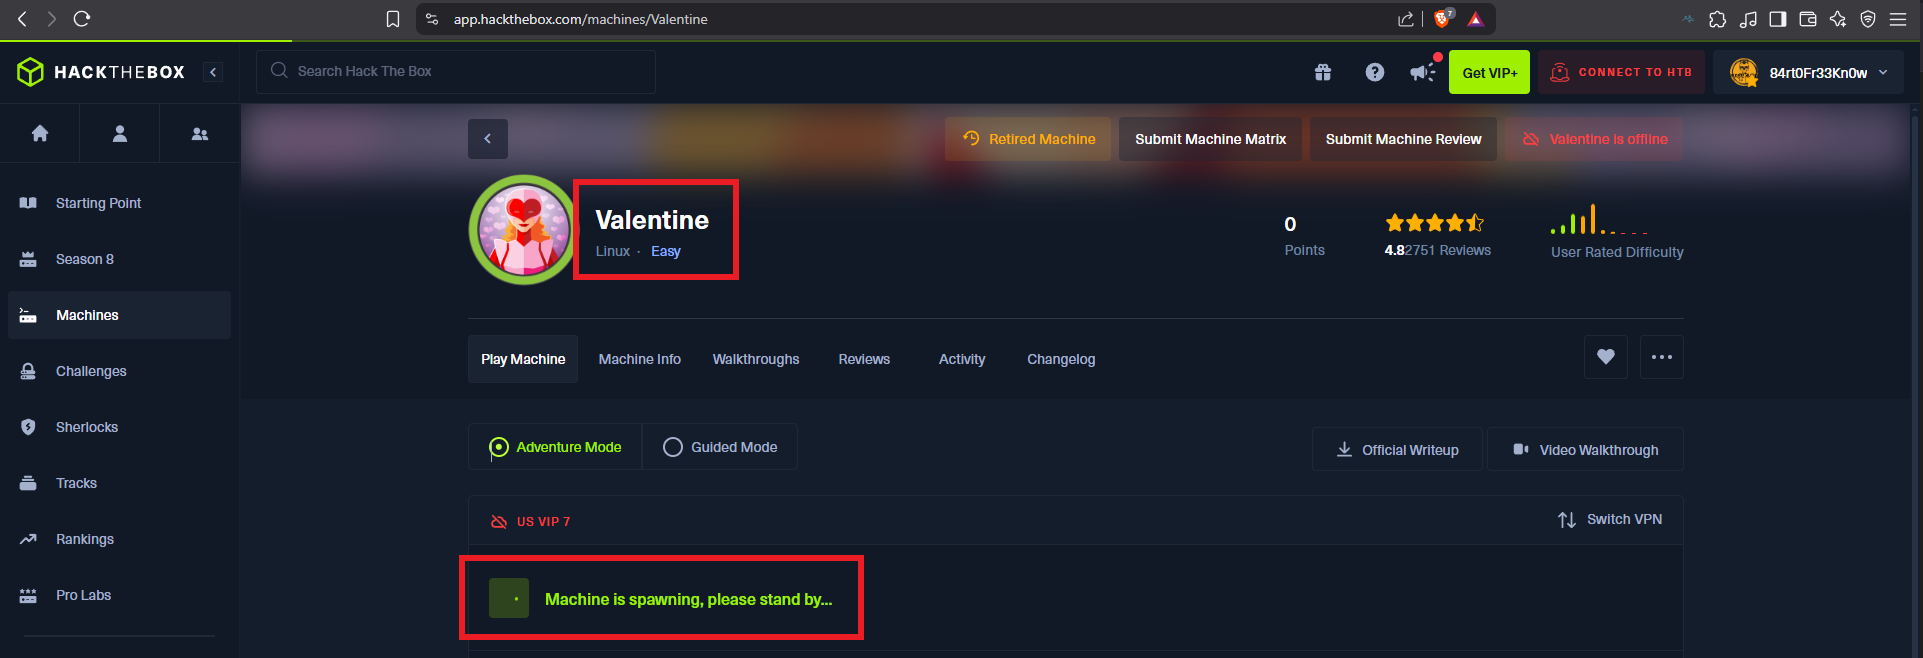 app.hackthebox.com/machines/Valentine
7
HACKTHEBOX
Search Hack The Box
Get VIP+
CONNECT TO HTB
84rt0Fr33Kn0w
Retired Machine
Submit Machine Matrix
Submit Machine Review
Valentine is offline
Starting Point
Season 8
Machines
Challenges
Sherlocks
Tracks
Rankings
Pro Labs
Valentine
Linux · Easy
0
Points
4.82751 Reviews
User Rated Difficulty
Play Machine
Machine Info
Walkthroughs
Reviews
Activity
Changelog
Adventure Mode
Guided Mode
Official Writeup
Video Walkthrough
US VIP 7
Switch VPN
Machine is spawning, please stand by...